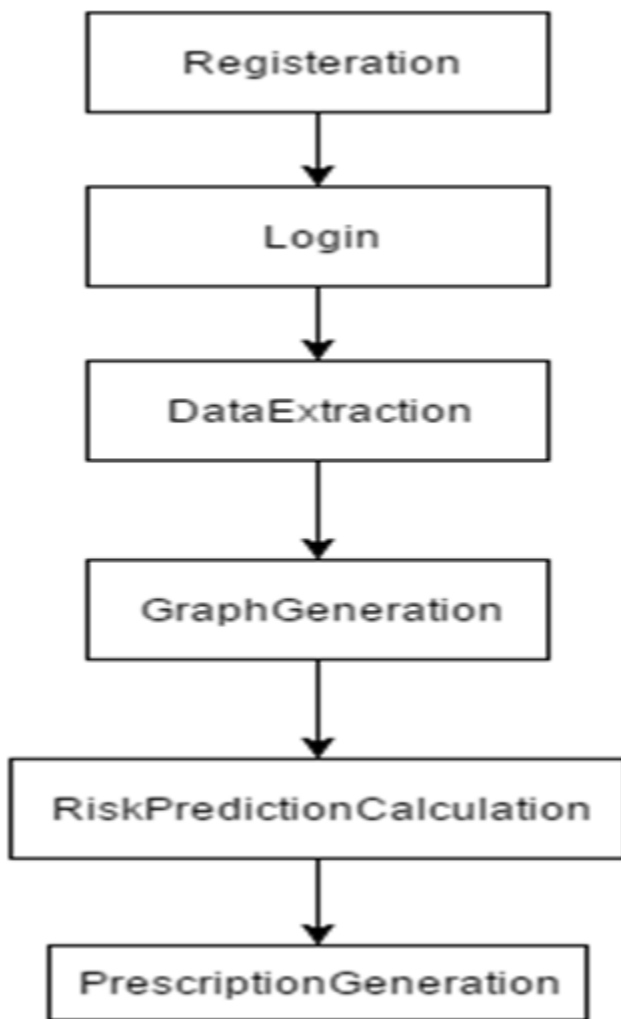 Registeration
Login
DataExtraction
GraphGeneration
RiskPredictionCalculation
PrescriptionGeneration